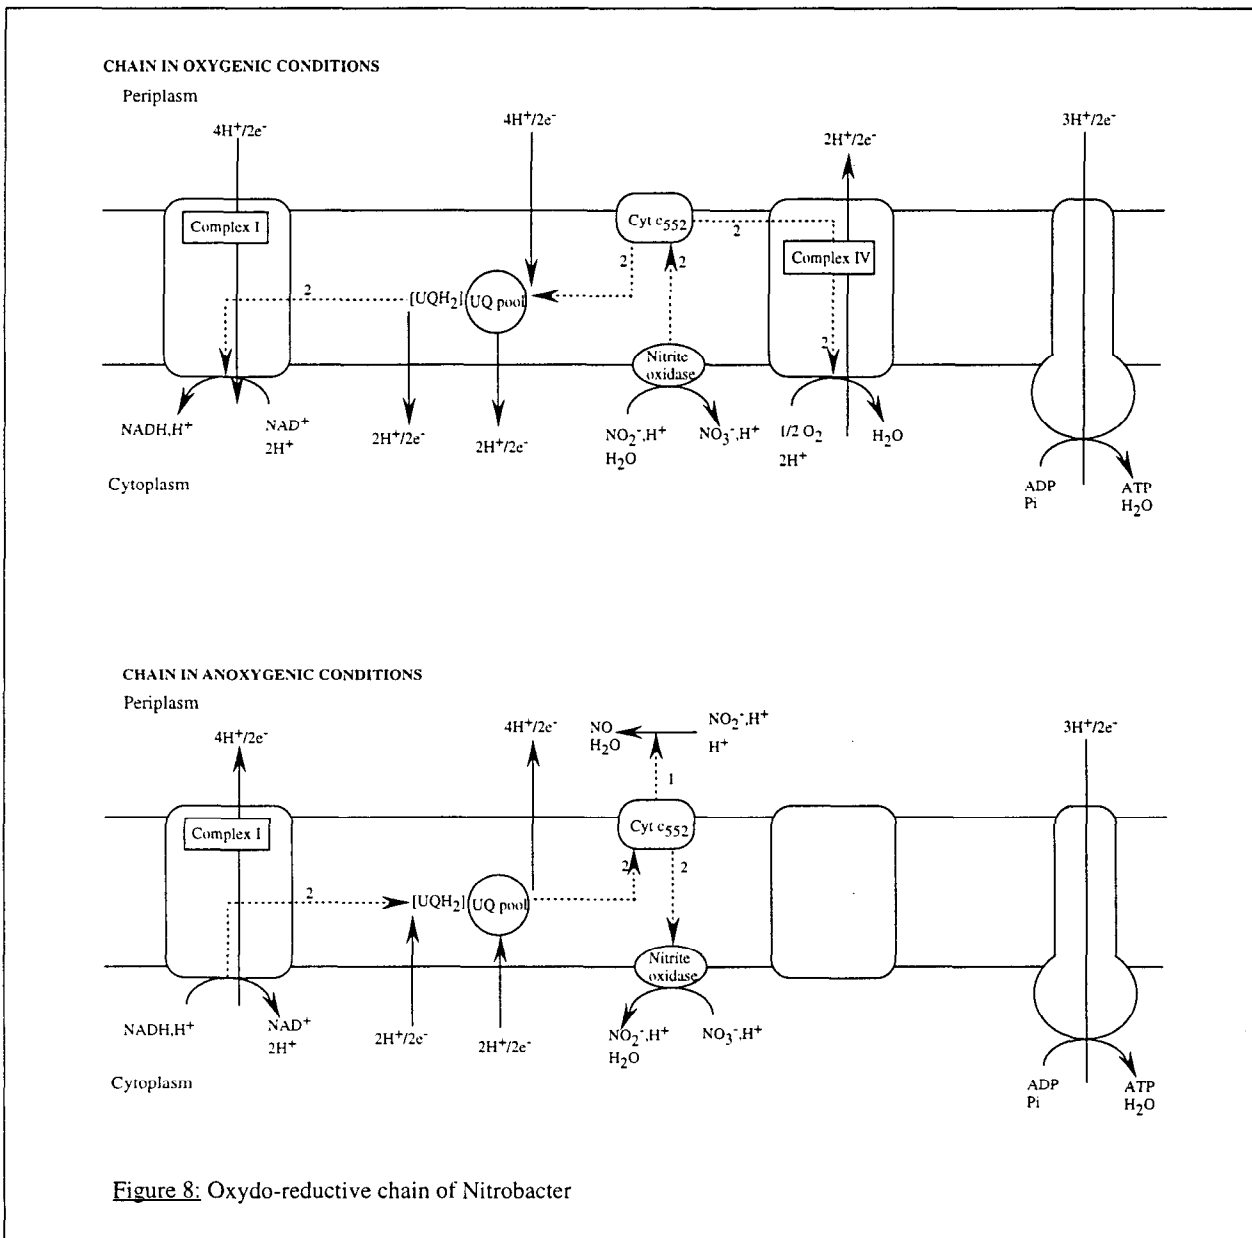 CHAIN IN OXYGENIC CONDITIONS
Periplasm
4H⁺/2e⁻
4H⁺/2e⁻
2H⁺/2e⁻
3H⁺/2e⁻
Complex I
Cyt c₅₅₂
Complex IV
2
2
2
2
[UQH₂]
UQ pool
2
Nitrite
oxidase
NADH,H⁺
NAD⁺
2H⁺
2H⁺/2e⁻
2H⁺/2e⁻
NO₂⁻,H⁺
H₂O
NO₃⁻,H⁺
1/2 O₂
2H⁺
H₂O
Cytoplasm
ADP
Pi
ATP
H₂O
CHAIN IN ANOXYGENIC CONDITIONS
Periplasm
4H⁺/2e⁻
4H⁺/2e⁻
NO
H₂O
NO₂⁻,H⁺
H⁺
3H⁺/2e⁻
1
Complex I
Cyt c₅₅₂
2
2
2
[UQH₂]
UQ pool
Nitrite
oxidase
NADH,H⁺
NAD⁺
2H⁺
2H⁺/2e⁻
2H⁺/2e⁻
NO₂⁻,H⁺
H₂O
NO₃⁻,H⁺
Cytoplasm
ADP
Pi
ATP
H₂O
Figure 8: Oxydo-reductive chain of Nitrobacter